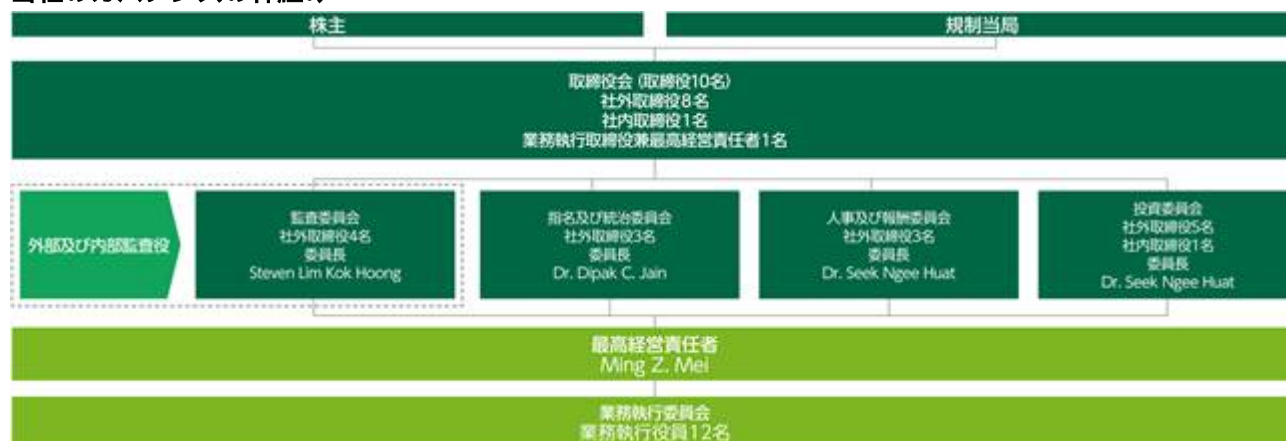 株主
規制当局
取締役会 (取締役10名)
社外取締役8名
社内取締役1名
業務執行取締役兼最高経営責任者1名
外部及び内部監査役
監査委員会
社外取締役4名
委員長
Steven Lim Kok Hoong
指名及び統治委員会
社外取締役3名
委員長
Dr. Dipak C. Jain
人事及び報酬委員会
社外取締役3名
委員長
Dr. Seek Ngee Huat
投資委員会
社外取締役5名
社内取締役1名
委員長
Dr. Seek Ngee Huat
最高経営責任者
Ming Z. Mei
業務執行委員会
業務執行役員12名